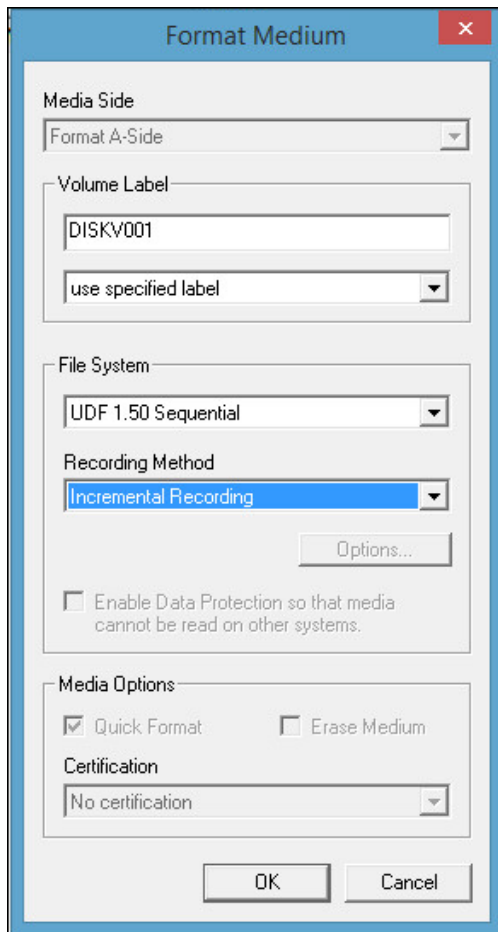 Format Medium
Media Side
Format A-Side
Volume Label
DISKV001
use specified label
File System
UDF 1.50 Sequential
Recording Method
Incremental Recording
Options...
Enable Data Protection so that media
cannot be read on other systems.
Media Options
Quick Format
Erase Medium
Certification
No certification
OK
Cancel